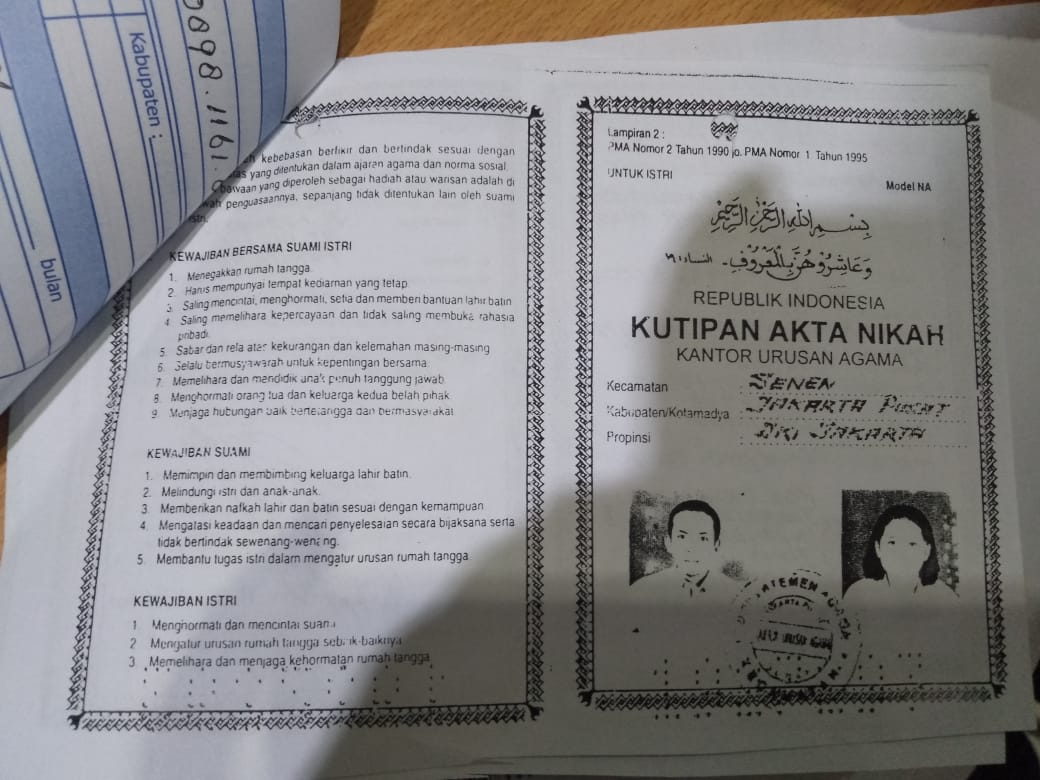 0898.1161
Kabupaten :
bulan
kebebasan berfikir dan bertindak sesuai dengan
yang ditentukan dalam ajaran agama dan norma sosial.
bawaan yang diperoleh sebagai hadiah atau warisan adalah di
penguasaannya, sepanjang tidak ditentukan lain oleh suami
istri.
KEWAJIBAN BERSAMA SUAMI ISTRI
1. Menegakkan rumah tangga.
2. Harus mempunyai tempat kediaman yang tetap.
3. Saling mencintai, menghormati, setia dan memberi bantuan lahir batin
4. Saling memelihara kepercayaan dan tidak saling membuka rahasia
pribadi.
5. Sabar dan rela atas kekurangan dan kelemahan masing-masing
6. Selalu bermusyawarah untuk kepentingan bersama.
7. Memelihara dan mendidik anak penuh tanggung jawab.
8. Menghormati orang tua dan keluarga kedua belah pihak.
9. Menjaga hubungan baik bertetangga dan bermasyarakat
KEWAJIBAN SUAMI
1. Memimpin dan membimbing keluarga lahir batin.
2. Melindungi istri dan anak-anak.
3. Memberikan nafkah lahir dan batin sesuai dengan kemampuan
4. Mengatasi keadaan dan mencari penyelesaian secara bijaksana serta
tidak bertindak sewenang-wenang.
5. Membantu tugas istri dalam mengatur urusan rumah tangga.
KEWAJIBAN ISTRI
1 Menghormati dan mencintai suami
2 Mengatur urusan rumah tangga sebaik-baiknya
3 Memelihara dan menjaga kehormatan rumah tangga
Lampiran 2 :
PMA Nomor 2 Tahun 1990 jo. PMA Nomor 1 Tahun 1995
UNTUK ISTRI
Model NA
بسم الله الرحمن الرحيم
وَعَاشِرُوهُنَّ بِالْمَعْرُوفِ - النساء ١٩
REPUBLIK INDONESIA
KUTIPAN AKTA NIKAH
KANTOR URUSAN AGAMA
Kecamatan : SENEN
Kabupaten/Kotamadya : JAKARTA PUSAT
Propinsi : DKI JAKARTA
URUSAN AGAMA